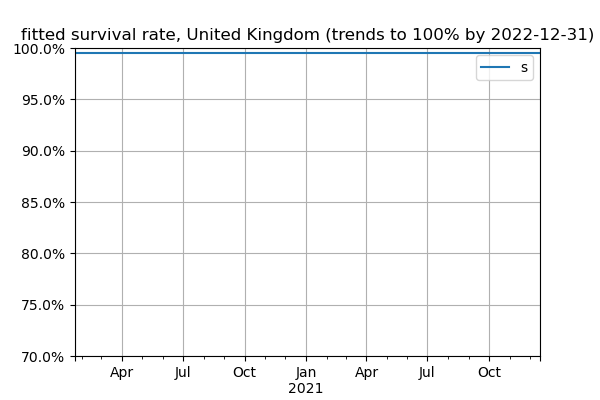 fitted survival rate, United Kingdom (trends to 100% by 2022-12-31)
100.0%
s
95.0%
90.0%
85.0%
80.0%
75.0%
70.0%
Apr Jul Oct Jan Apr Jul Oct
2021